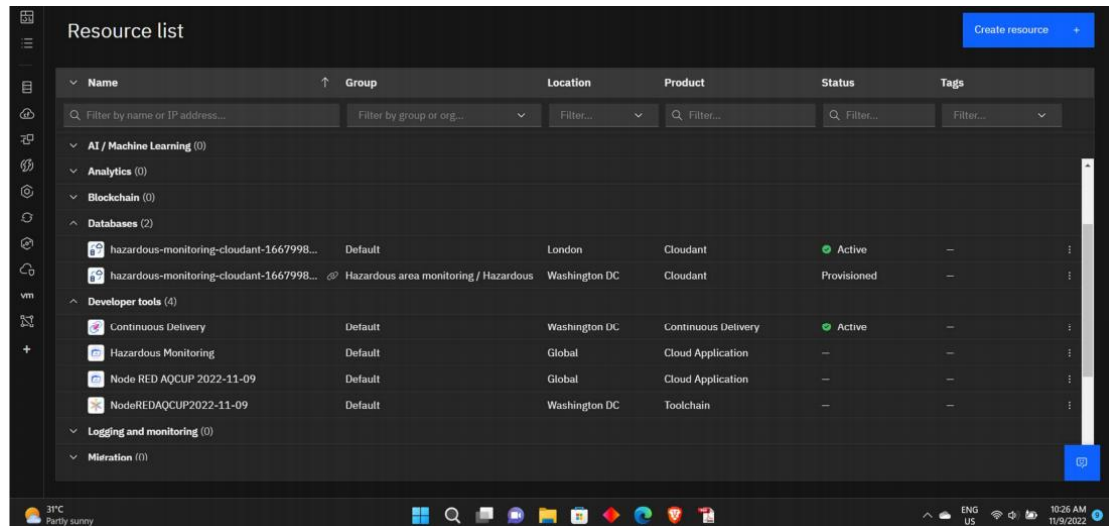 Resource list
Create resource +
Name ↑ Group Location Product Status Tags
Filter by name or IP address... Filter by group or org... Filter... Filter... Filter... Filter...
AI / Machine Learning (0)
Analytics (0)
Blockchain (0)
Databases (2)
hazardous-monitoring-cloudant-1667998... Default London Cloudant Active —
hazardous-monitoring-cloudant-1667998... Hazardous area monitoring / Hazardous Washington DC Cloudant Provisioned —
Developer tools (4)
Continuous Delivery Default Washington DC Continuous Delivery Active —
Hazardous Monitoring Default Global Cloud Application — —
Node RED AQCUP 2022-11-09 Default Global Cloud Application — —
NodeREDAQCUP2022-11-09 Default Washington DC Toolchain — —
Logging and monitoring (0)
Migration (0)
vm
31°C
Partly sunny
ENG
US
10:26 AM
11/9/2022
9